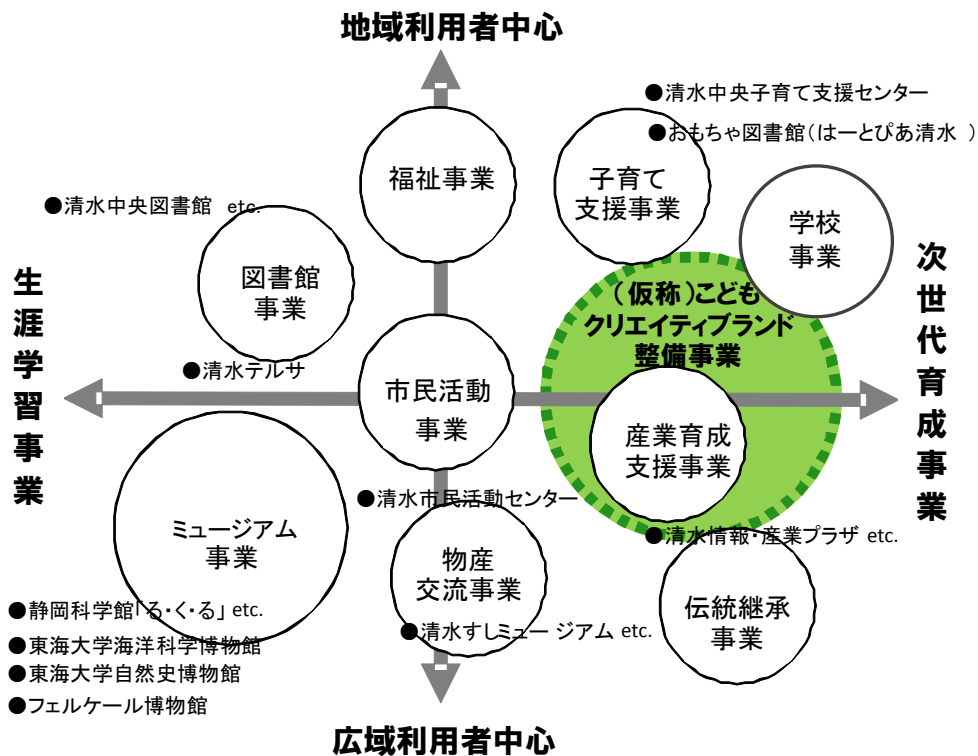 地域利用者中心
●清水中央子育て支援センター
●おもちゃ図書館（はーとぴあ清水 ）
福祉事業
子育て
支援事業
学校
事業
●清水中央図書館 etc.
図書館
事業
（仮称）こども
クリエイティブランド
整備事業
生涯学習事業
次世代育成事業
●清水テルサ
市民活動
事業
産業育成
支援事業
●清水市民活動センター
ミュージアム
事業
物産
交流事業
●清水情報・産業プラザ etc.
伝統継承
事業
●静岡科学館「る・く・る」 etc.
●清水すしミュー ジアム etc.
●東海大学海洋科学博物館
●東海大学自然史博物館
●フェルケール博物館
広域利用者中心